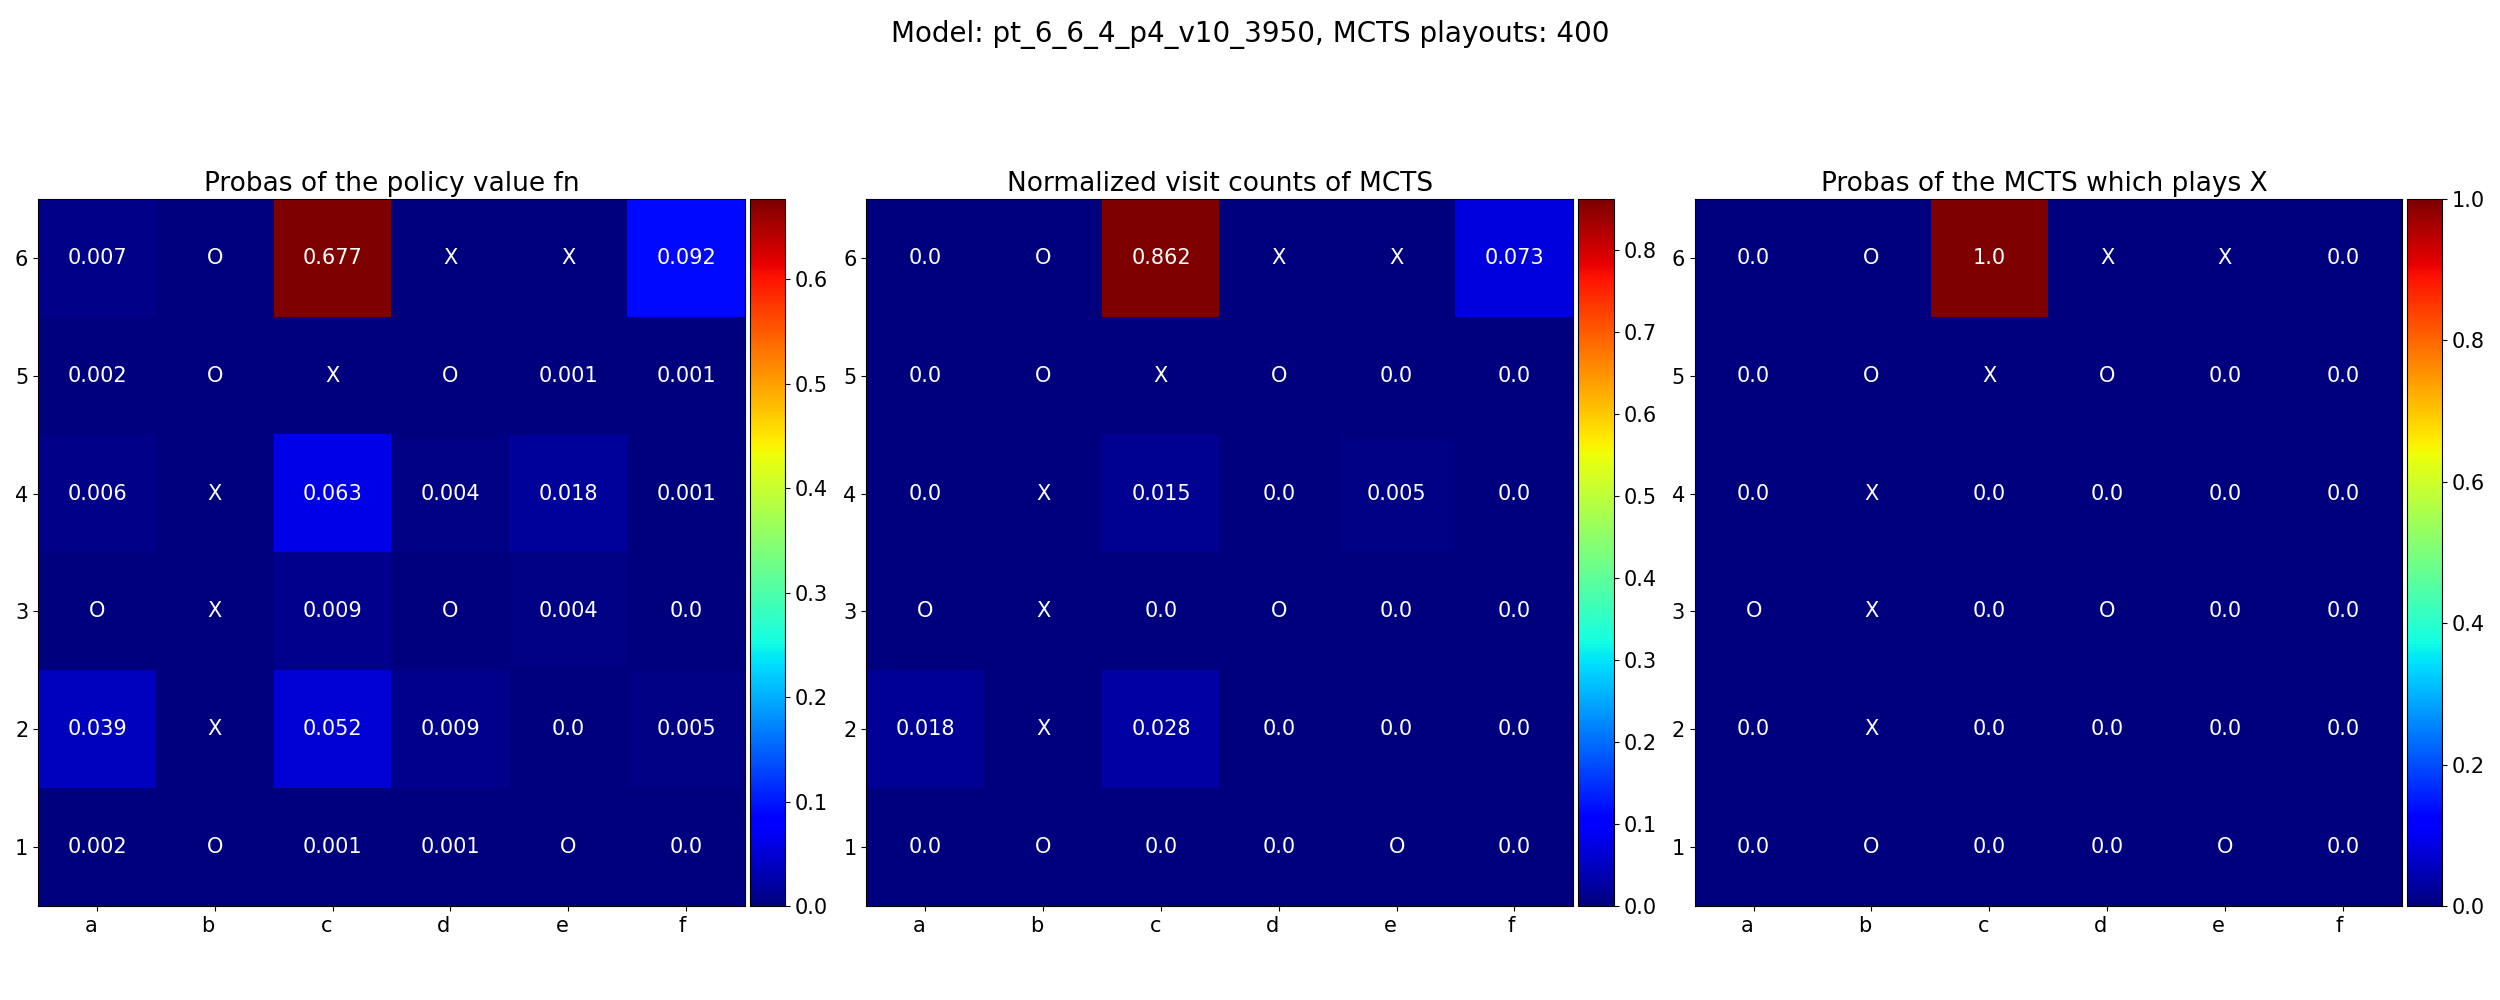 Model: pt_6_6_4_p4_v10_3950, MCTS playouts: 400
Probas of the policy value fn
6 0.007 O 0.677 X X 0.092
5 0.002 O X O 0.001 0.001
4 0.006 X 0.063 0.004 0.018 0.001
3 O X 0.009 O 0.004 0.0
2 0.039 X 0.052 0.009 0.0 0.005
1 0.002 O 0.001 0.001 O 0.0
a b c d e f
0.6
0.5
0.4
0.3
0.2
0.1
0.0
Normalized visit counts of MCTS
6 0.0 O 0.862 X X 0.073
5 0.0 O X O 0.0 0.0
4 0.0 X 0.015 0.0 0.005 0.0
3 O X 0.0 O 0.0 0.0
2 0.018 X 0.028 0.0 0.0 0.0
1 0.0 O 0.0 0.0 O 0.0
a b c d e f
0.8
0.7
0.6
0.5
0.4
0.3
0.2
0.1
0.0
Probas of the MCTS which plays X
6 0.0 O 1.0 X X 0.0
5 0.0 O X O 0.0 0.0
4 0.0 X 0.0 0.0 0.0 0.0
3 O X 0.0 O 0.0 0.0
2 0.0 X 0.0 0.0 0.0 0.0
1 0.0 O 0.0 0.0 O 0.0
a b c d e f
1.0
0.8
0.6
0.4
0.2
0.0